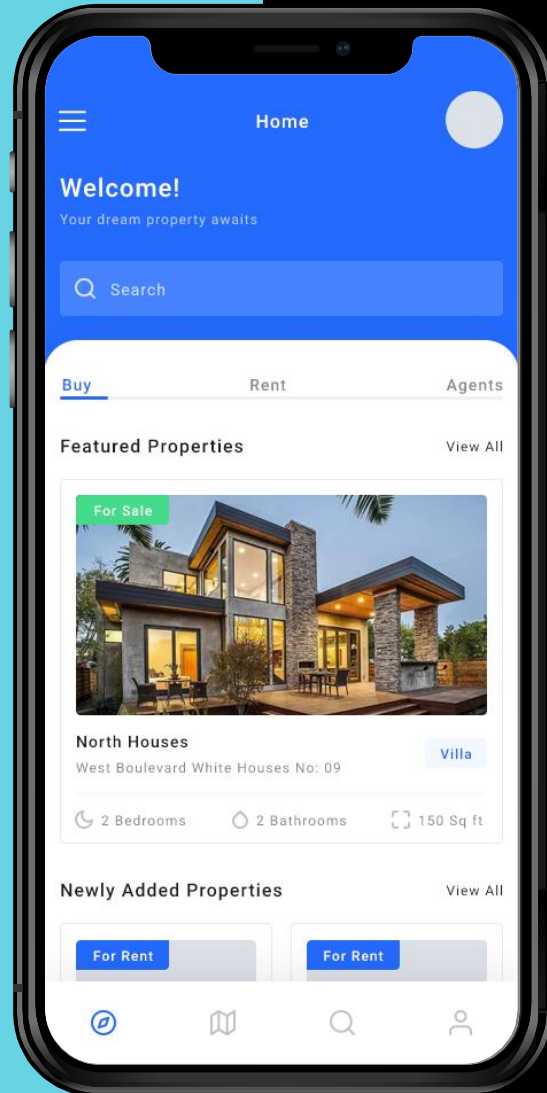 Home
Welcome!
Your dream property awaits
Search
Buy Rent Agents
Featured Properties View All
For Sale
North Houses
West Boulevard White Houses No: 09
Villa
2 Bedrooms 2 Bathrooms 150 Sq ft
Newly Added Properties View All
For Rent For Rent